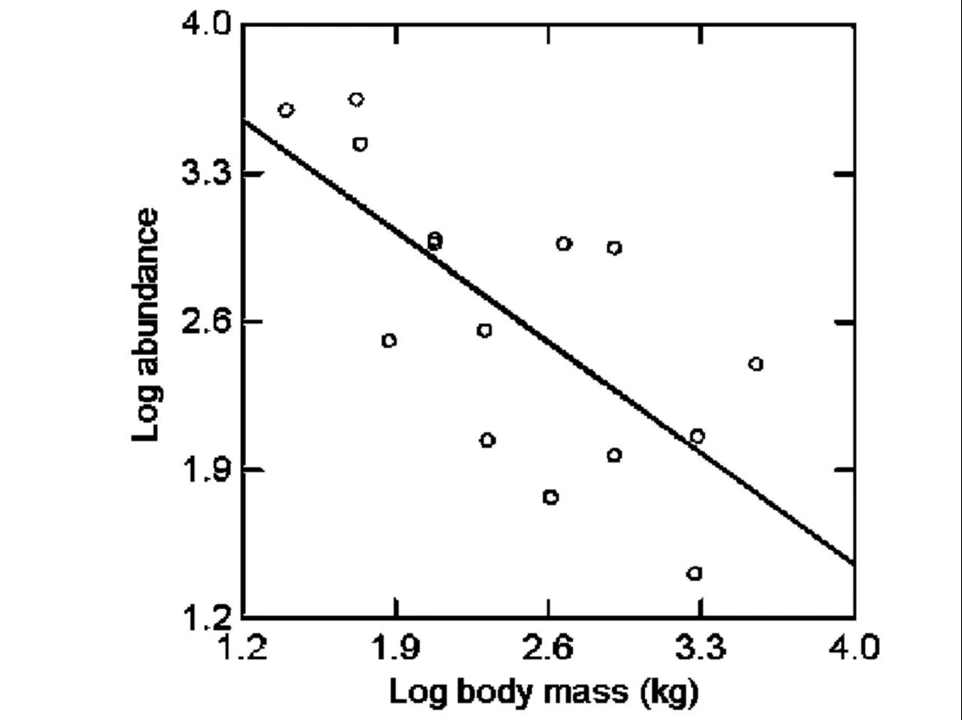 4.0
3.3
2.6
1.9
1.2
Log abundance
1.2 1.9 2.6 3.3 4.0
Log body mass (kg)